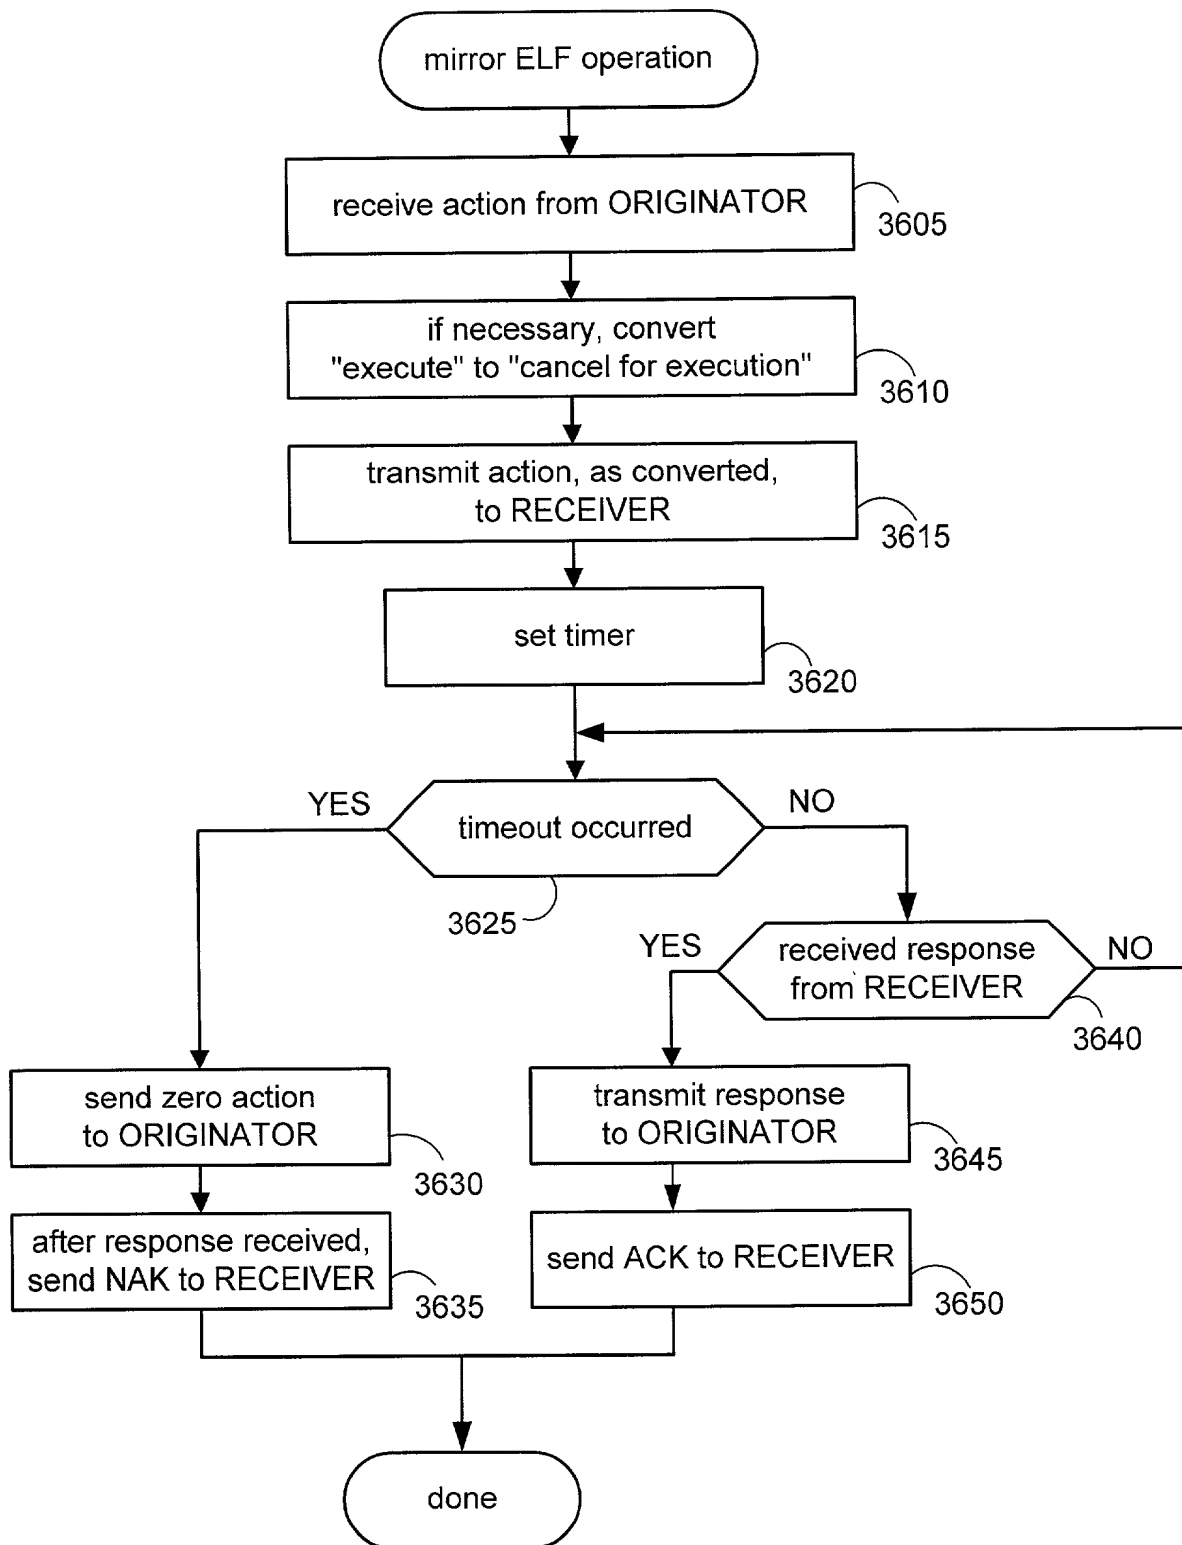 mirror ELF operation
receive action from ORIGINATOR
3605
if necessary, convert
"execute" to "cancel for execution"
3610
transmit action, as converted,
to RECEIVER
3615
set timer
3620
YES
timeout occurred
NO
3625
YES
received response
from RECEIVER
NO
3640
send zero action
to ORIGINATOR
3630
transmit response
to ORIGINATOR
3645
after response received,
send NAK to RECEIVER
3635
send ACK to RECEIVER
3650
done